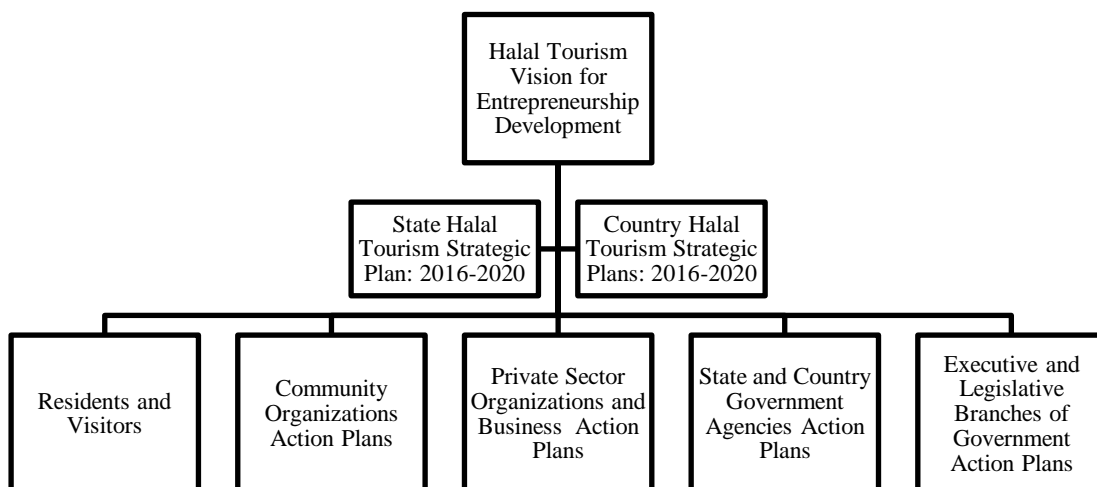 Halal Tourism
Vision for
Entrepreneurship
Development
State Halal
Tourism Strategic
Plan: 2016-2020
Country Halal
Tourism Strategic
Plans: 2016-2020
Residents and
Visitors
Community
Organizations
Action Plans
Private Sector
Organizations and
Business Action
Plans
State and Country
Government
Agencies Action
Plans
Executive and
Legislative
Branches of
Government
Action Plans